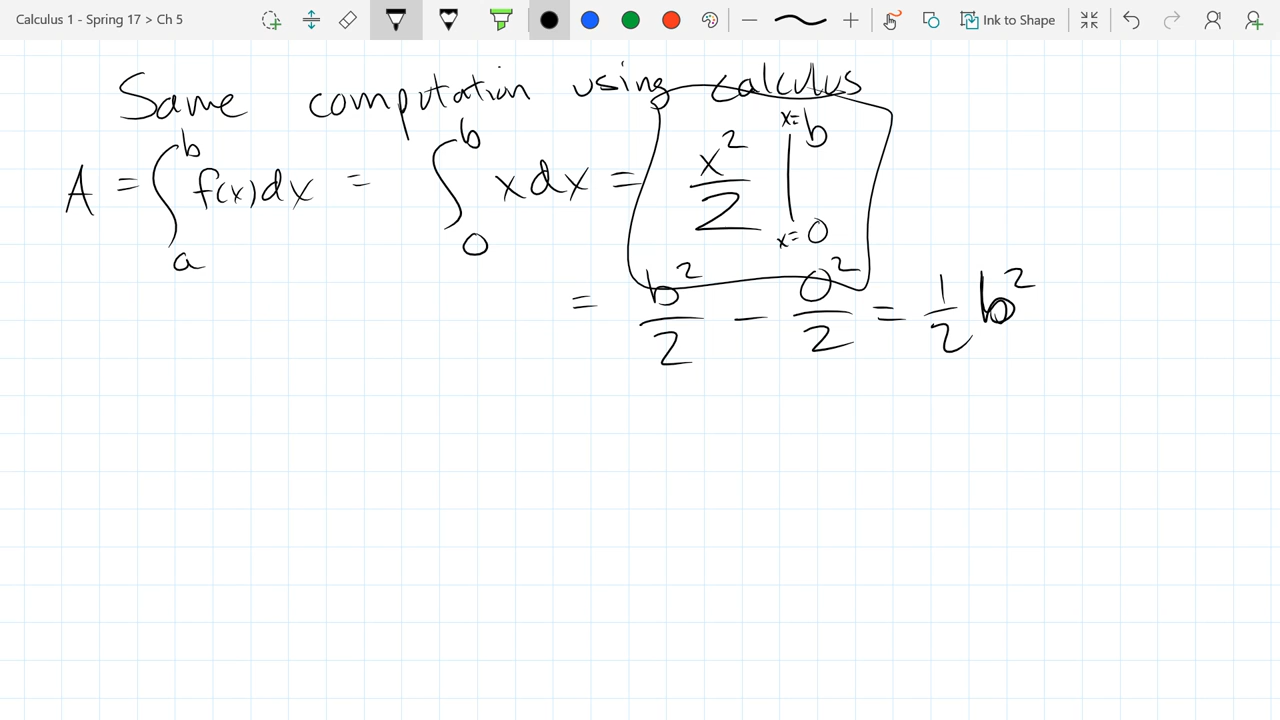 Calculus 1 - Spring 17 > Ch 5 Ink to Shape
Same computation using calculus
A = ∫_a^b f(x)dx = ∫_0^b xdx = x²/2 |_{x=0}^{x=b}
= b²/2 - 0²/2 = 1/2 b²